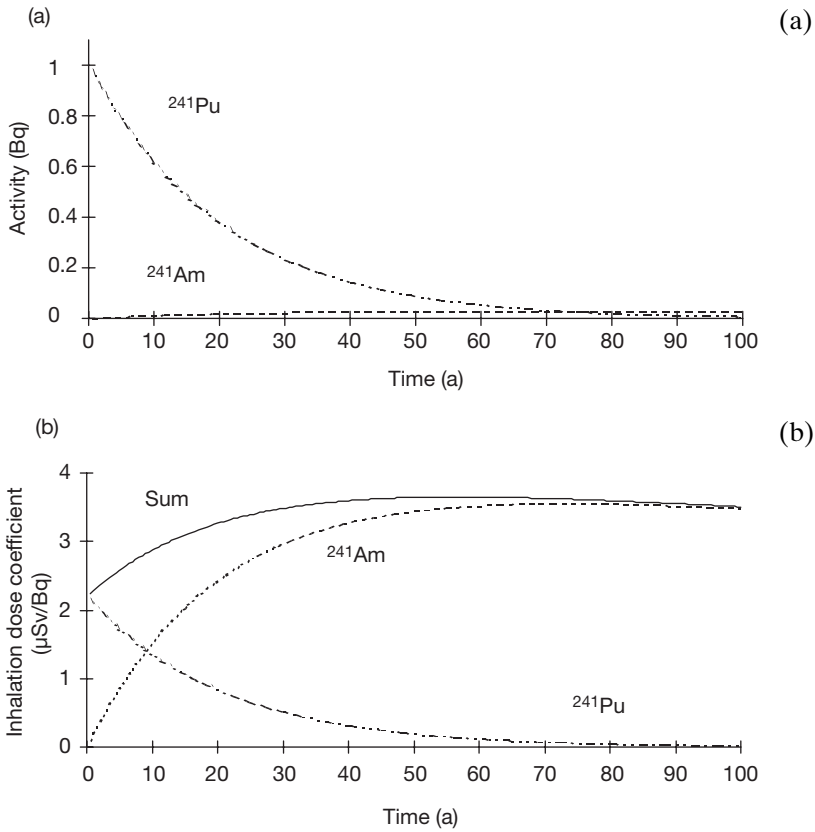 (a)
(a)
1
0.8
0.6
0.4
0.2
0
Activity (Bq)
²⁴¹Pu
²⁴¹Am
0 10 20 30 40 50 60 70 80 90 100
Time (a)
(b)
(b)
4
3
2
1
0
Inhalation dose coefficient
(µSv/Bq)
Sum
²⁴¹Am
²⁴¹Pu
0 10 20 30 40 50 60 70 80 90 100
Time (a)